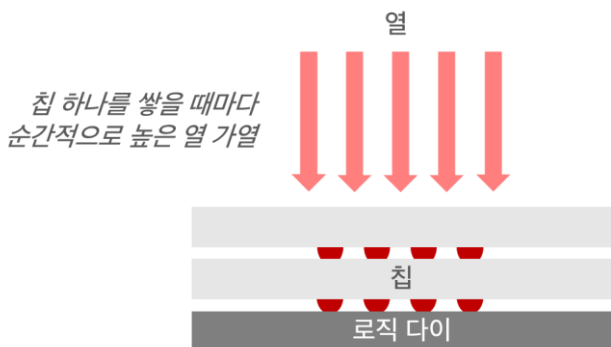 열
칩 하나를 쌓을 때마다
순간적으로 높은 열 가열
칩
로직 다이